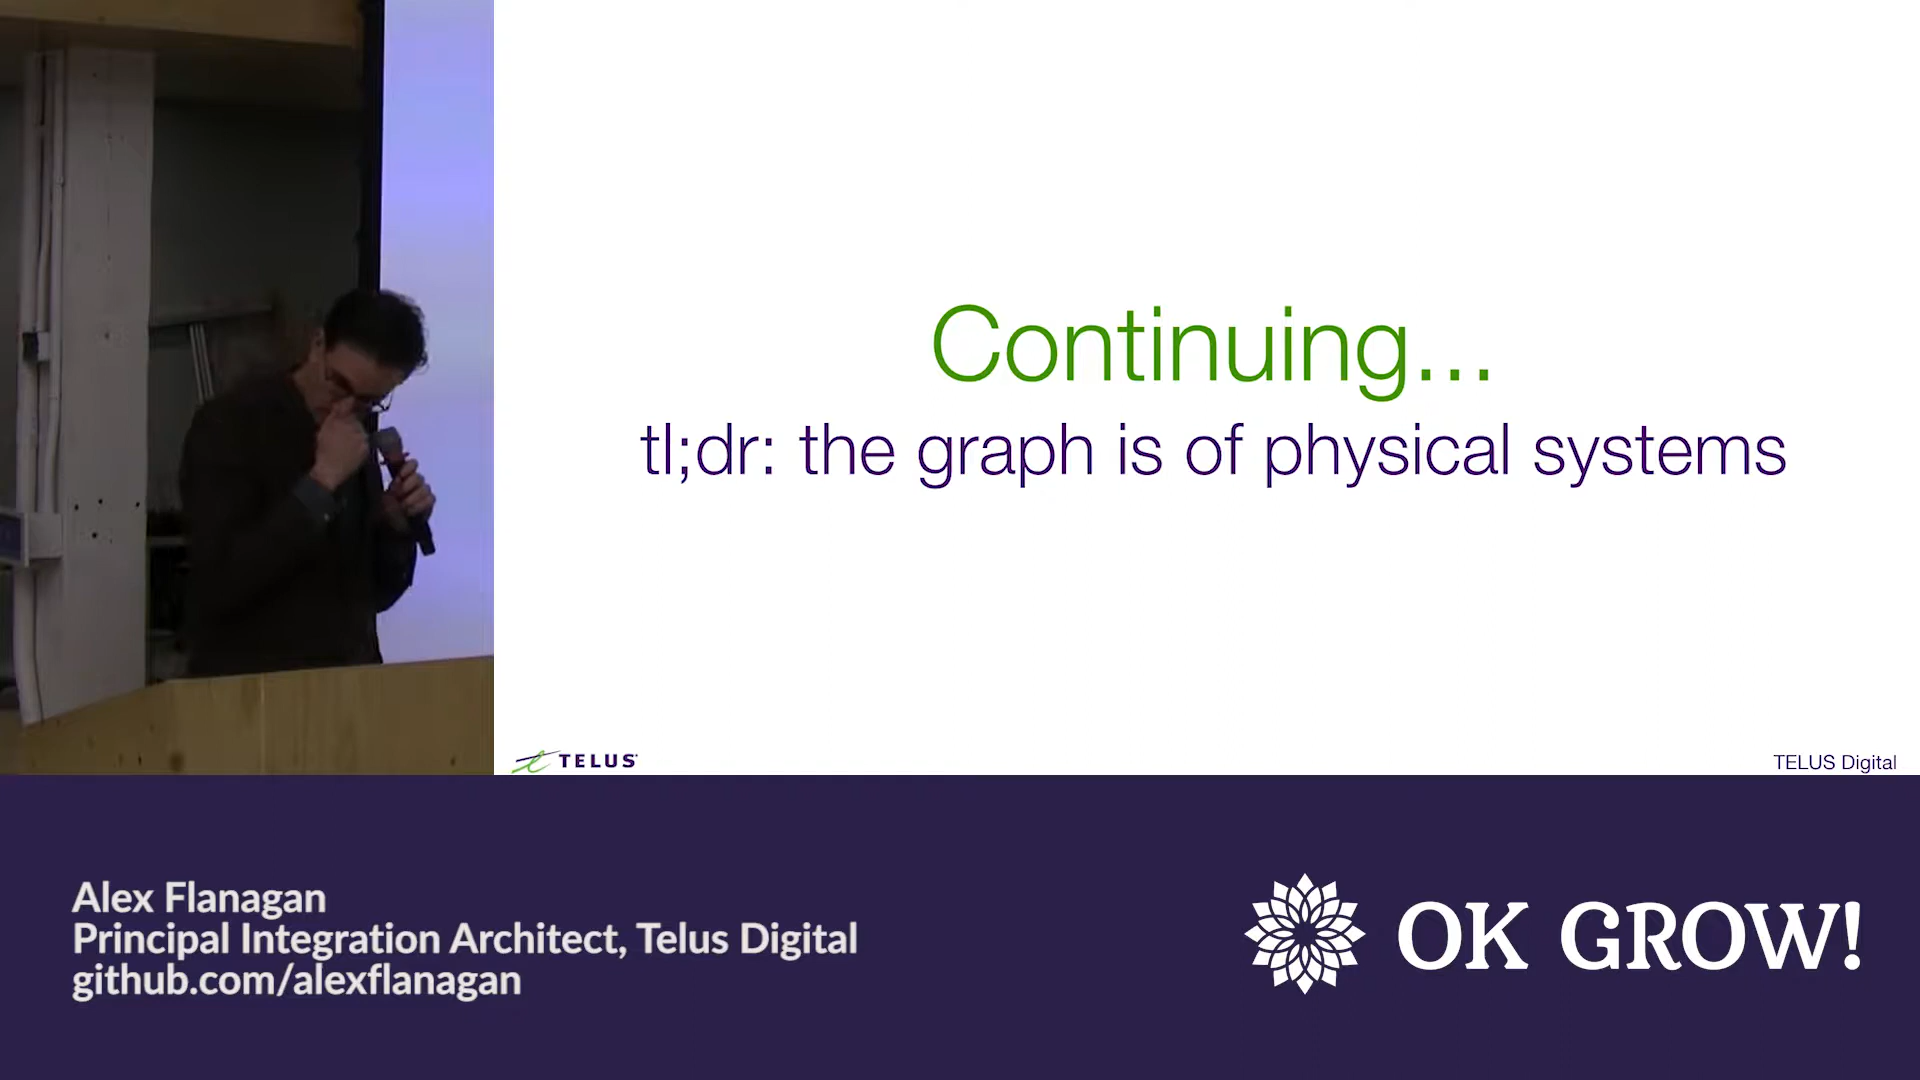 Continuing...
tl;dr: the graph is of physical systems
TELUS
TELUS Digital
Alex Flanagan
Principal Integration Architect, Telus Digital
github.com/alexflanagan
OK GROW!